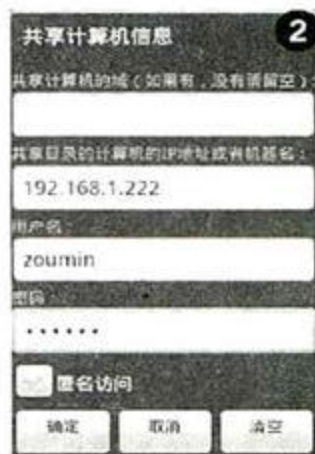 共享计算机信息 2
共享计算机的域(如果有,没有请留空):
共享目录的计算机的IP地址或者机器名:
192.168.1.222
用户名:
zoumin
密码:
••••••
匿名访问
确定 取消 清空